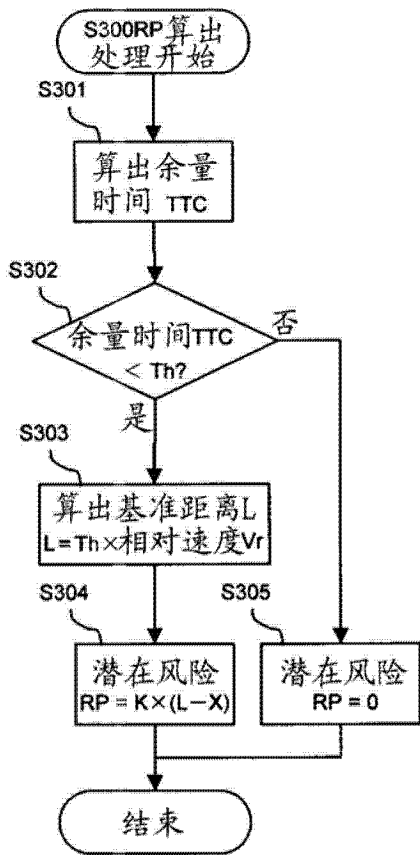 S300RP算出
处理开始
S301
算出余量
时间 TTC
S302
余量时间TTC
< Th?
否
是
S303
算出基准距离L
L=Th×相对速度Vr
S304
潜在风险
RP = K×(L-X)
S305
潜在风险
RP = 0
结束